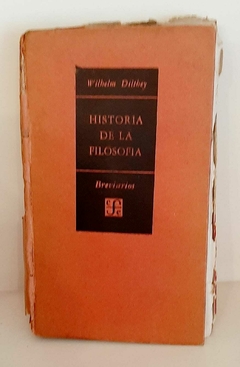 Wilhelm Dilthey
HISTORIA
DE LA
FILOSOFIA
Breviarios